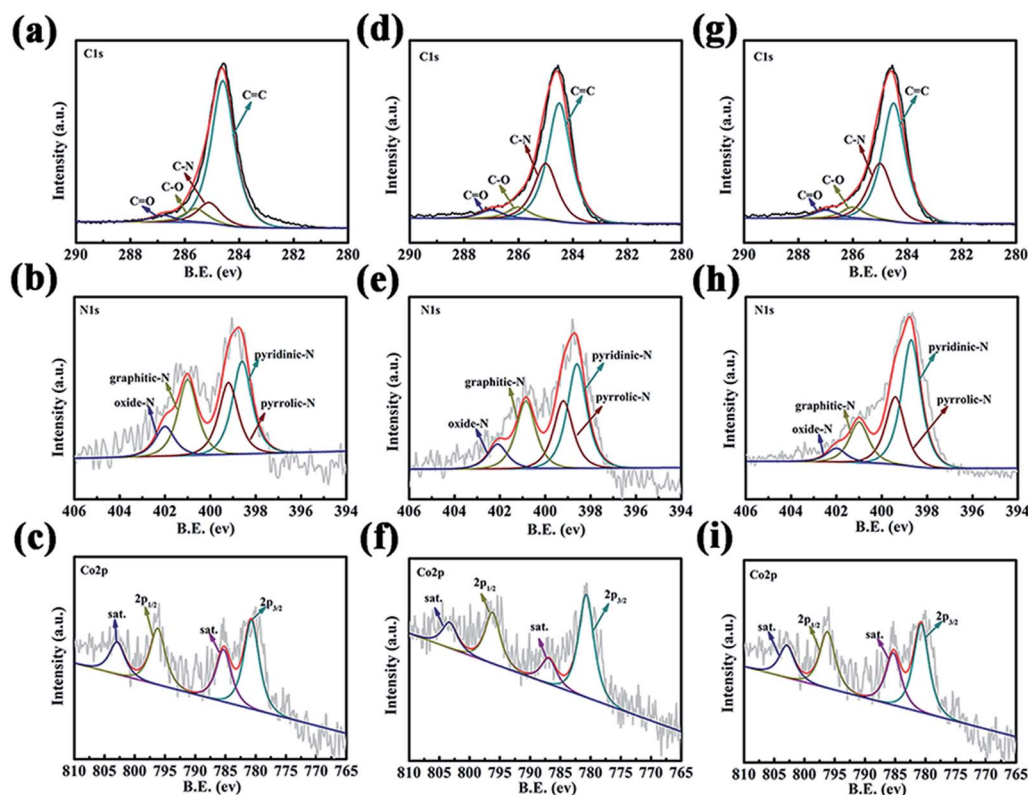 (a)
C1s
C=C
C-N
C-O
C=O
Intensity (a.u.)
290 288 286 284 282 280
B.E. (ev)
(d)
C1s
C=C
C-N
C-O
C=O
Intensity (a.u.)
290 288 286 284 282 280
B.E. (ev)
(g)
C1s
C=C
C-N
C-O
C=O
Intensity (a.u.)
290 288 286 284 282 280
B.E. (ev)
(b)
N1s
pyridinic-N
graphitic-N
oxide-N
pyrrolic-N
Intensity (a.u.)
406 404 402 400 398 396 394
B.E. (ev)
(e)
N1s
pyridinic-N
graphitic-N
oxide-N
pyrrolic-N
Intensity (a.u.)
406 404 402 400 398 396 394
B.E. (ev)
(h)
N1s
pyridinic-N
graphitic-N
oxide-N
pyrrolic-N
Intensity (a.u.)
406 404 402 400 398 396 394
B.E. (ev)
(c)
Co2p
2p1/2
2p3/2
sat.
sat.
Intensity (a.u.)
810 805 800 795 790 785 780 775 770 765
B.E. (ev)
(f)
Co2p
2p1/2
2p3/2
sat.
sat.
Intensity (a.u.)
810 805 800 795 790 785 780 775 770 765
B.E. (ev)
(i)
Co2p
2p1/2
2p3/2
sat.
sat.
Intensity (a.u.)
810 805 800 795 790 785 780 775 770 765
B.E. (ev)